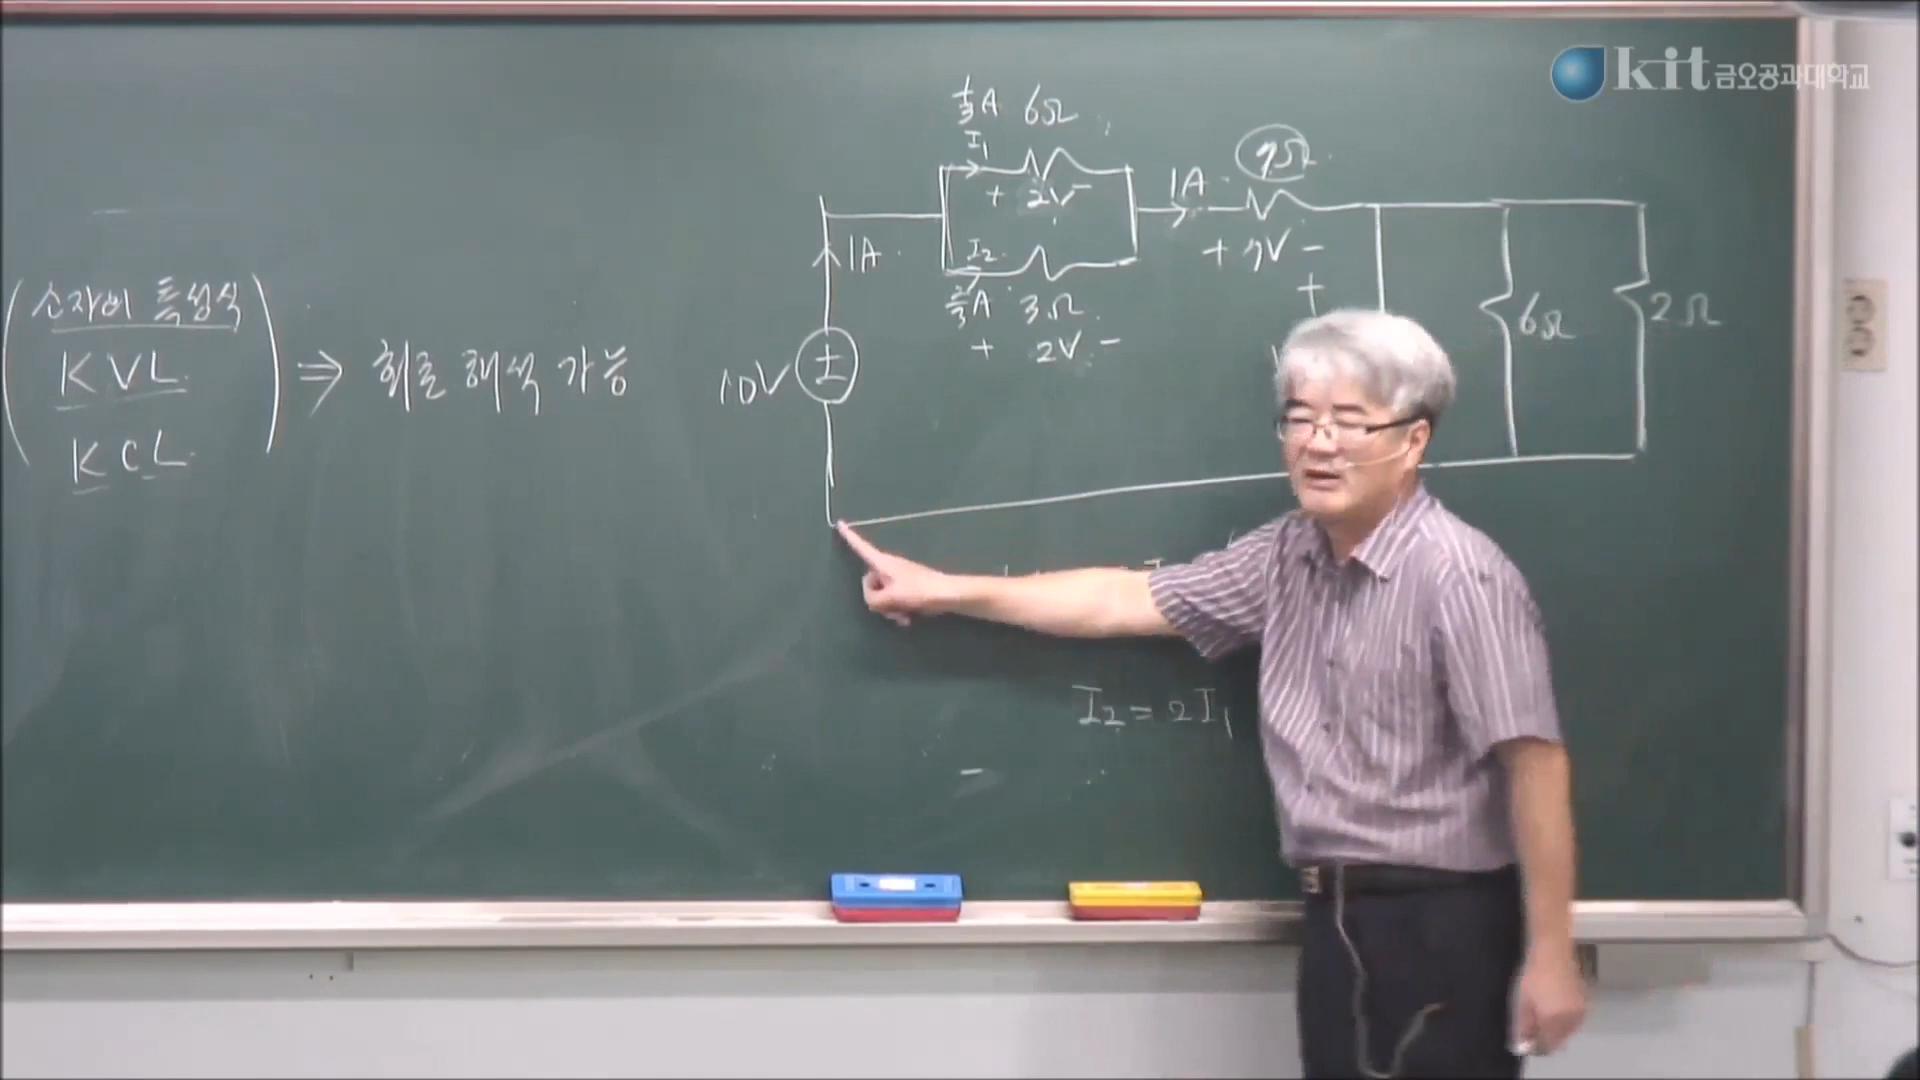 kit 금오공과대학교
소자의 특성식
KVL
KCL
⇒ 회로 해석 가능
10V
±
1A
1/3A 6Ω
I₁
+ 2V −
I₂
2/3A 3Ω
+ 2V −
1A
7Ω
+ 7V −
+
6Ω
2Ω
I₂ = 2I₁